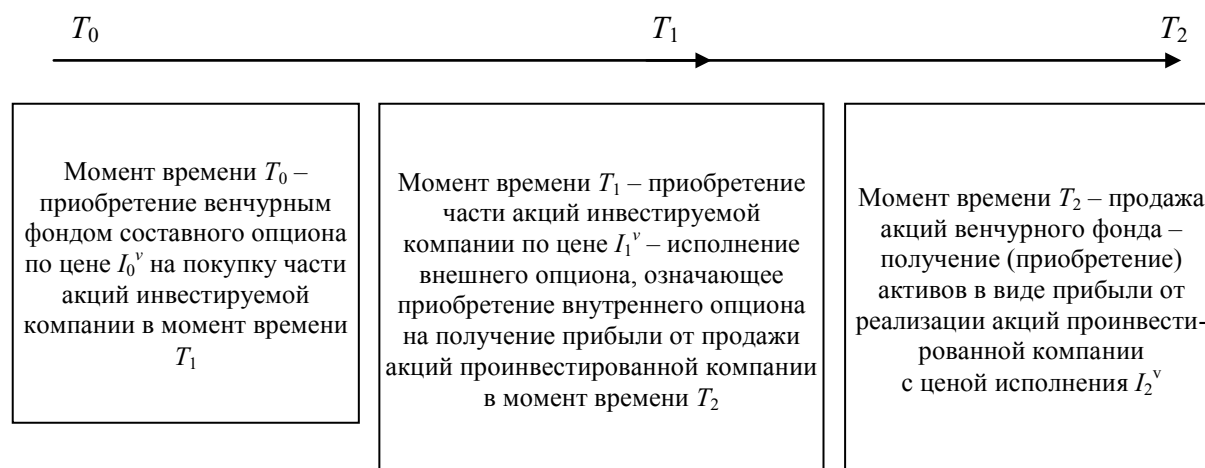 T₀ T₁ T₂
Момент времени T₀ –
приобретение венчурным
фондом составного опциона
по цене I₀ᵛ на покупку части
акций инвестируемой
компании в момент времени
T₁
Момент времени T₁ – приобретение
части акций инвестируемой
компании по цене I₁ᵛ – исполнение
внешнего опциона, означающее
приобретение внутреннего опциона
на получение прибыли от продажи
акций проинвестированной компании
в момент времени T₂
Момент времени T₂ – продажа
акций венчурного фонда –
получение (приобретение)
активов в виде прибыли от
реализации акций проинвести-
рованной компании
с ценой исполнения I₂ᵛ